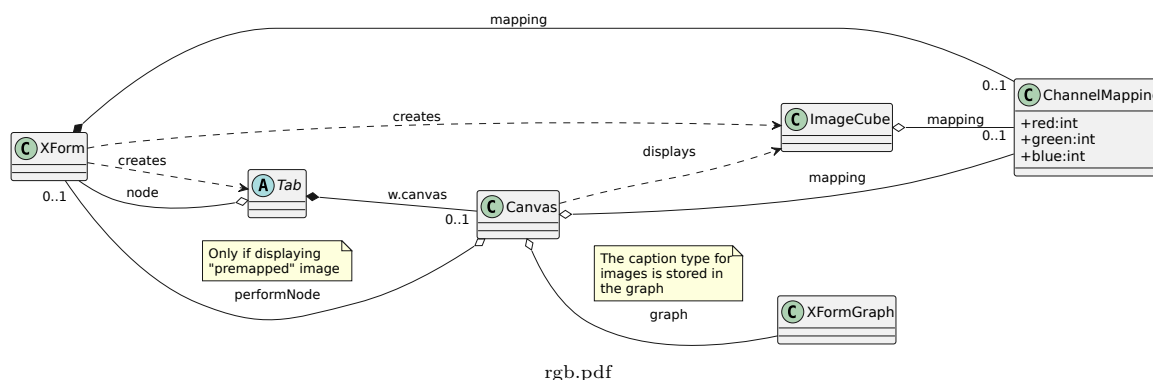 mapping
0..1
C ChannelMappin
+red:int
+green:int
+blue:int
creates
C ImageCube
mapping
0..1
C XForm
creates
displays
0..1
node
A Tab
w.canvas
0..1
C Canvas
mapping
Only if displaying
"premapped" image
performNode
The caption type for
images is stored in
the graph
graph
C XFormGraph
rgb.pdf